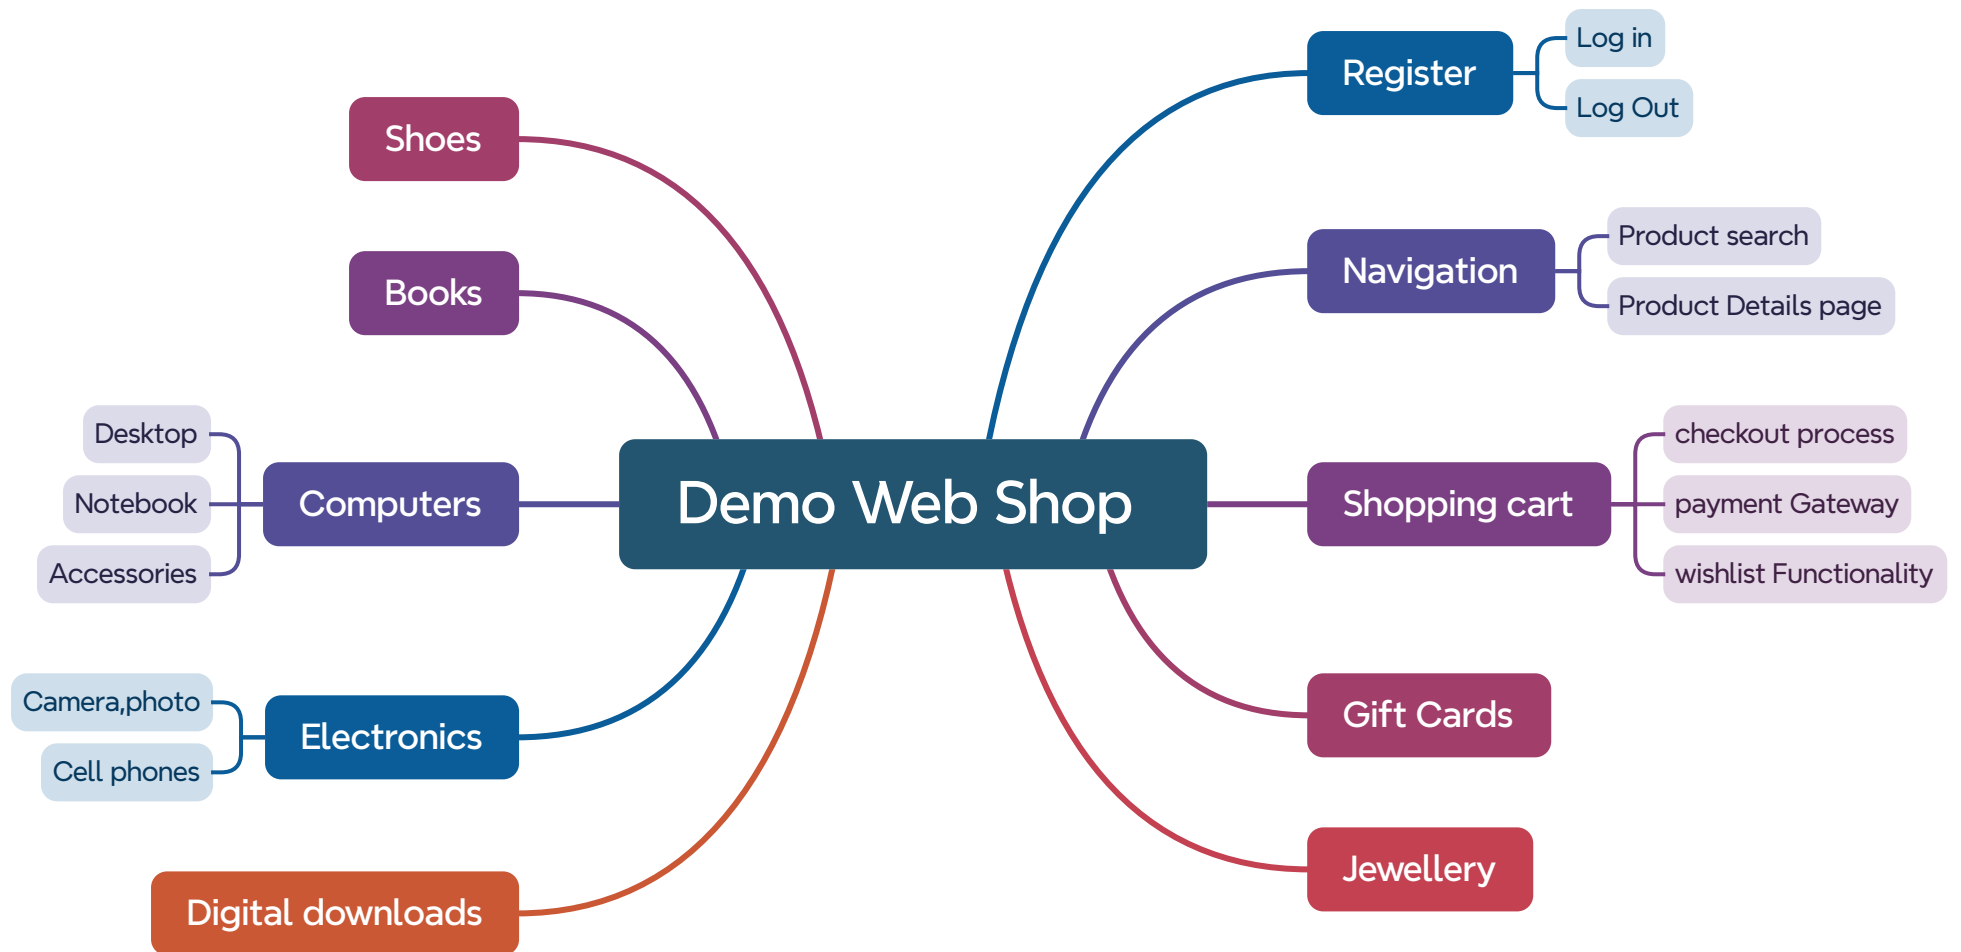 Demo Web Shop
Register
Log in
Log Out
Navigation
Product search
Product Details page
Shopping cart
checkout process
payment Gateway
wishlist Functionality
Gift Cards
Jewellery
Shoes
Books
Computers
Desktop
Notebook
Accessories
Electronics
Camera,photo
Cell phones
Digital downloads